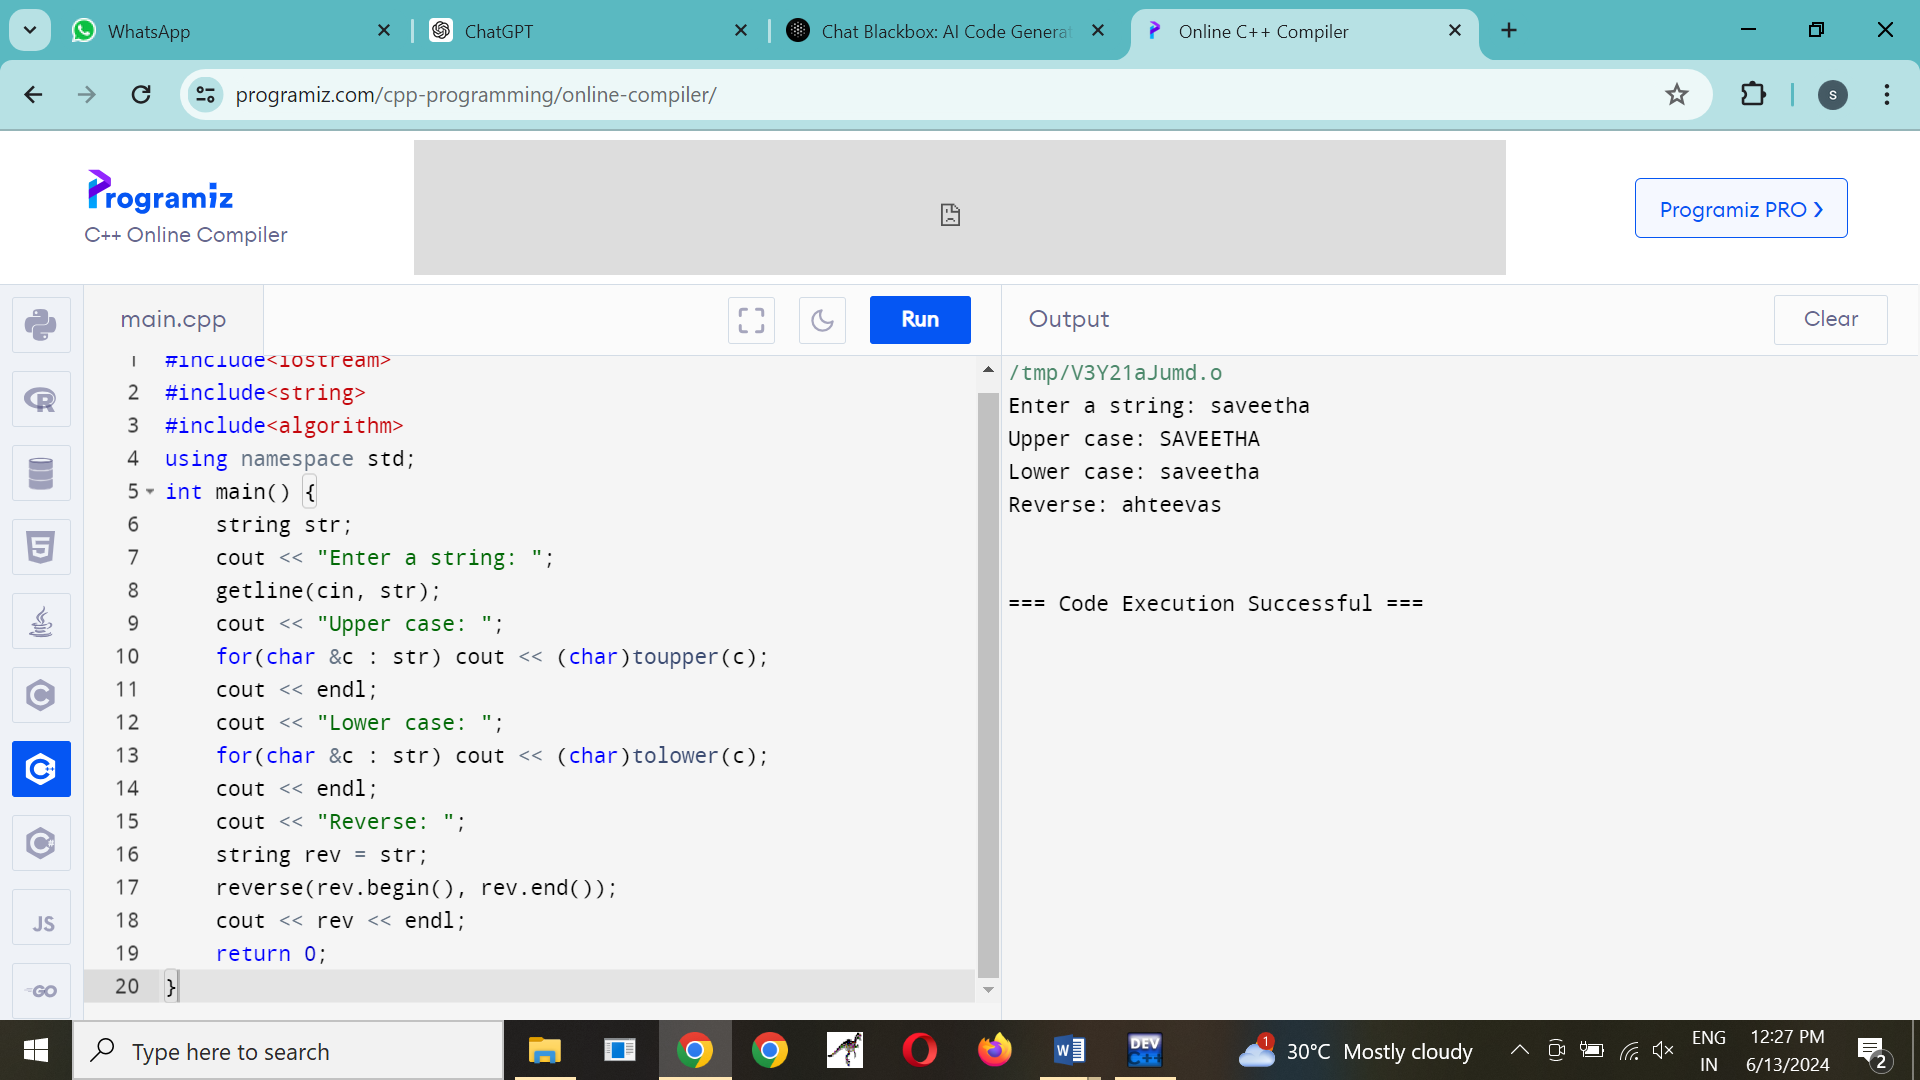 WhatsApp
ChatGPT
Chat Blackbox: AI Code Generat
Online C++ Compiler
programiz.com/cpp-programming/online-compiler/
S
Programiz
C++ Online Compiler
Programiz PRO ❯
main.cpp
Run
Output
Clear
1 #include<iostream>
2 #include<string>
3 #include<algorithm>
4 using namespace std;
5 int main() {
6 string str;
7 cout << "Enter a string: ";
8 getline(cin, str);
9 cout << "Upper case: ";
10 for(char &c : str) cout << (char)toupper(c);
11 cout << endl;
12 cout << "Lower case: ";
13 for(char &c : str) cout << (char)tolower(c);
14 cout << endl;
15 cout << "Reverse: ";
16 string rev = str;
17 reverse(rev.begin(), rev.end());
18 cout << rev << endl;
19 return 0;
20 }
/tmp/V3Y21aJumd.o
Enter a string: saveetha
Upper case: SAVEETHA
Lower case: saveetha
Reverse: ahteevas
=== Code Execution Successful ===
R
5
C
C
C#
JS
GO
Type here to search
W
DEV
C++
1
30°C Mostly cloudy
ENG
IN
12:27 PM
6/13/2024
2